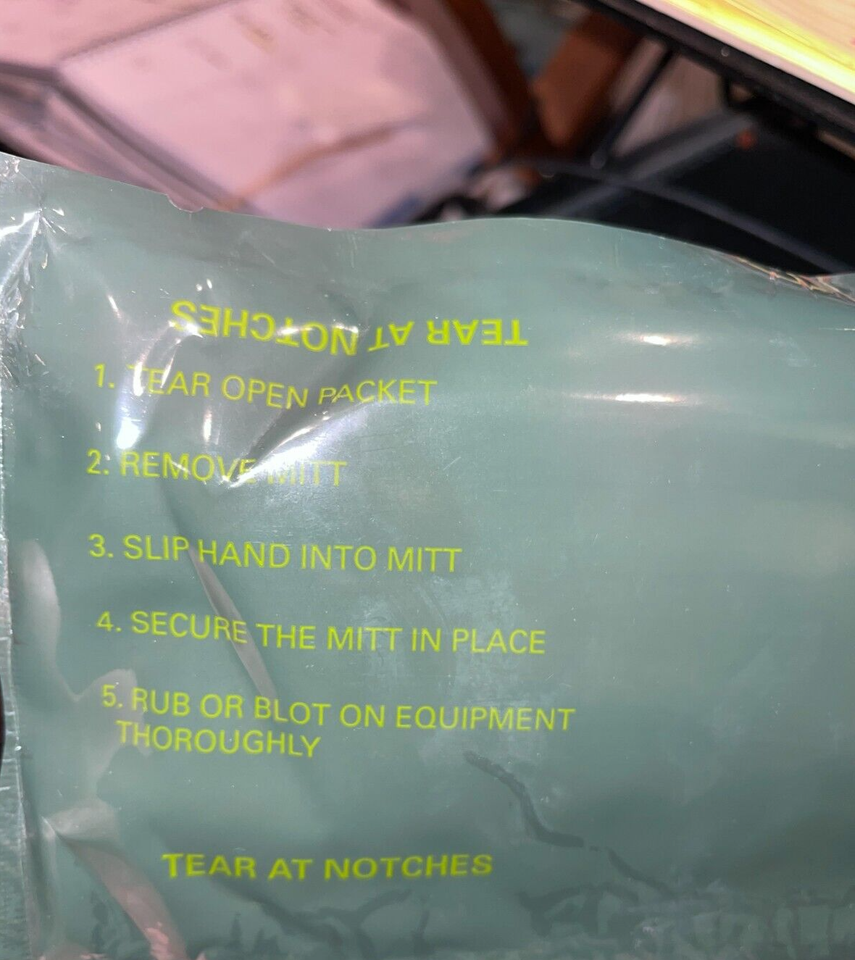 TEAR AT NOTCHES
1. TEAR OPEN PACKET
2. REMOVE MITT
3. SLIP HAND INTO MITT
4. SECURE THE MITT IN PLACE
5. RUB OR BLOT ON EQUIPMENT
THOROUGHLY
TEAR AT NOTCHES